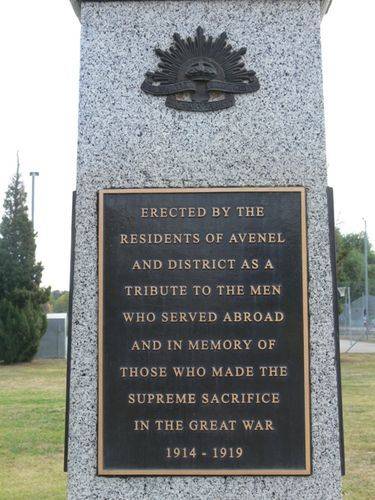 ERECTED BY THE
RESIDENTS OF AVENEL
AND DISTRICT AS A
TRIBUTE TO THE MEN
WHO SERVED ABROAD
AND IN MEMORY OF
THOSE WHO MADE THE
SUPREME SACRIFICE
IN THE GREAT WAR
1914 - 1919